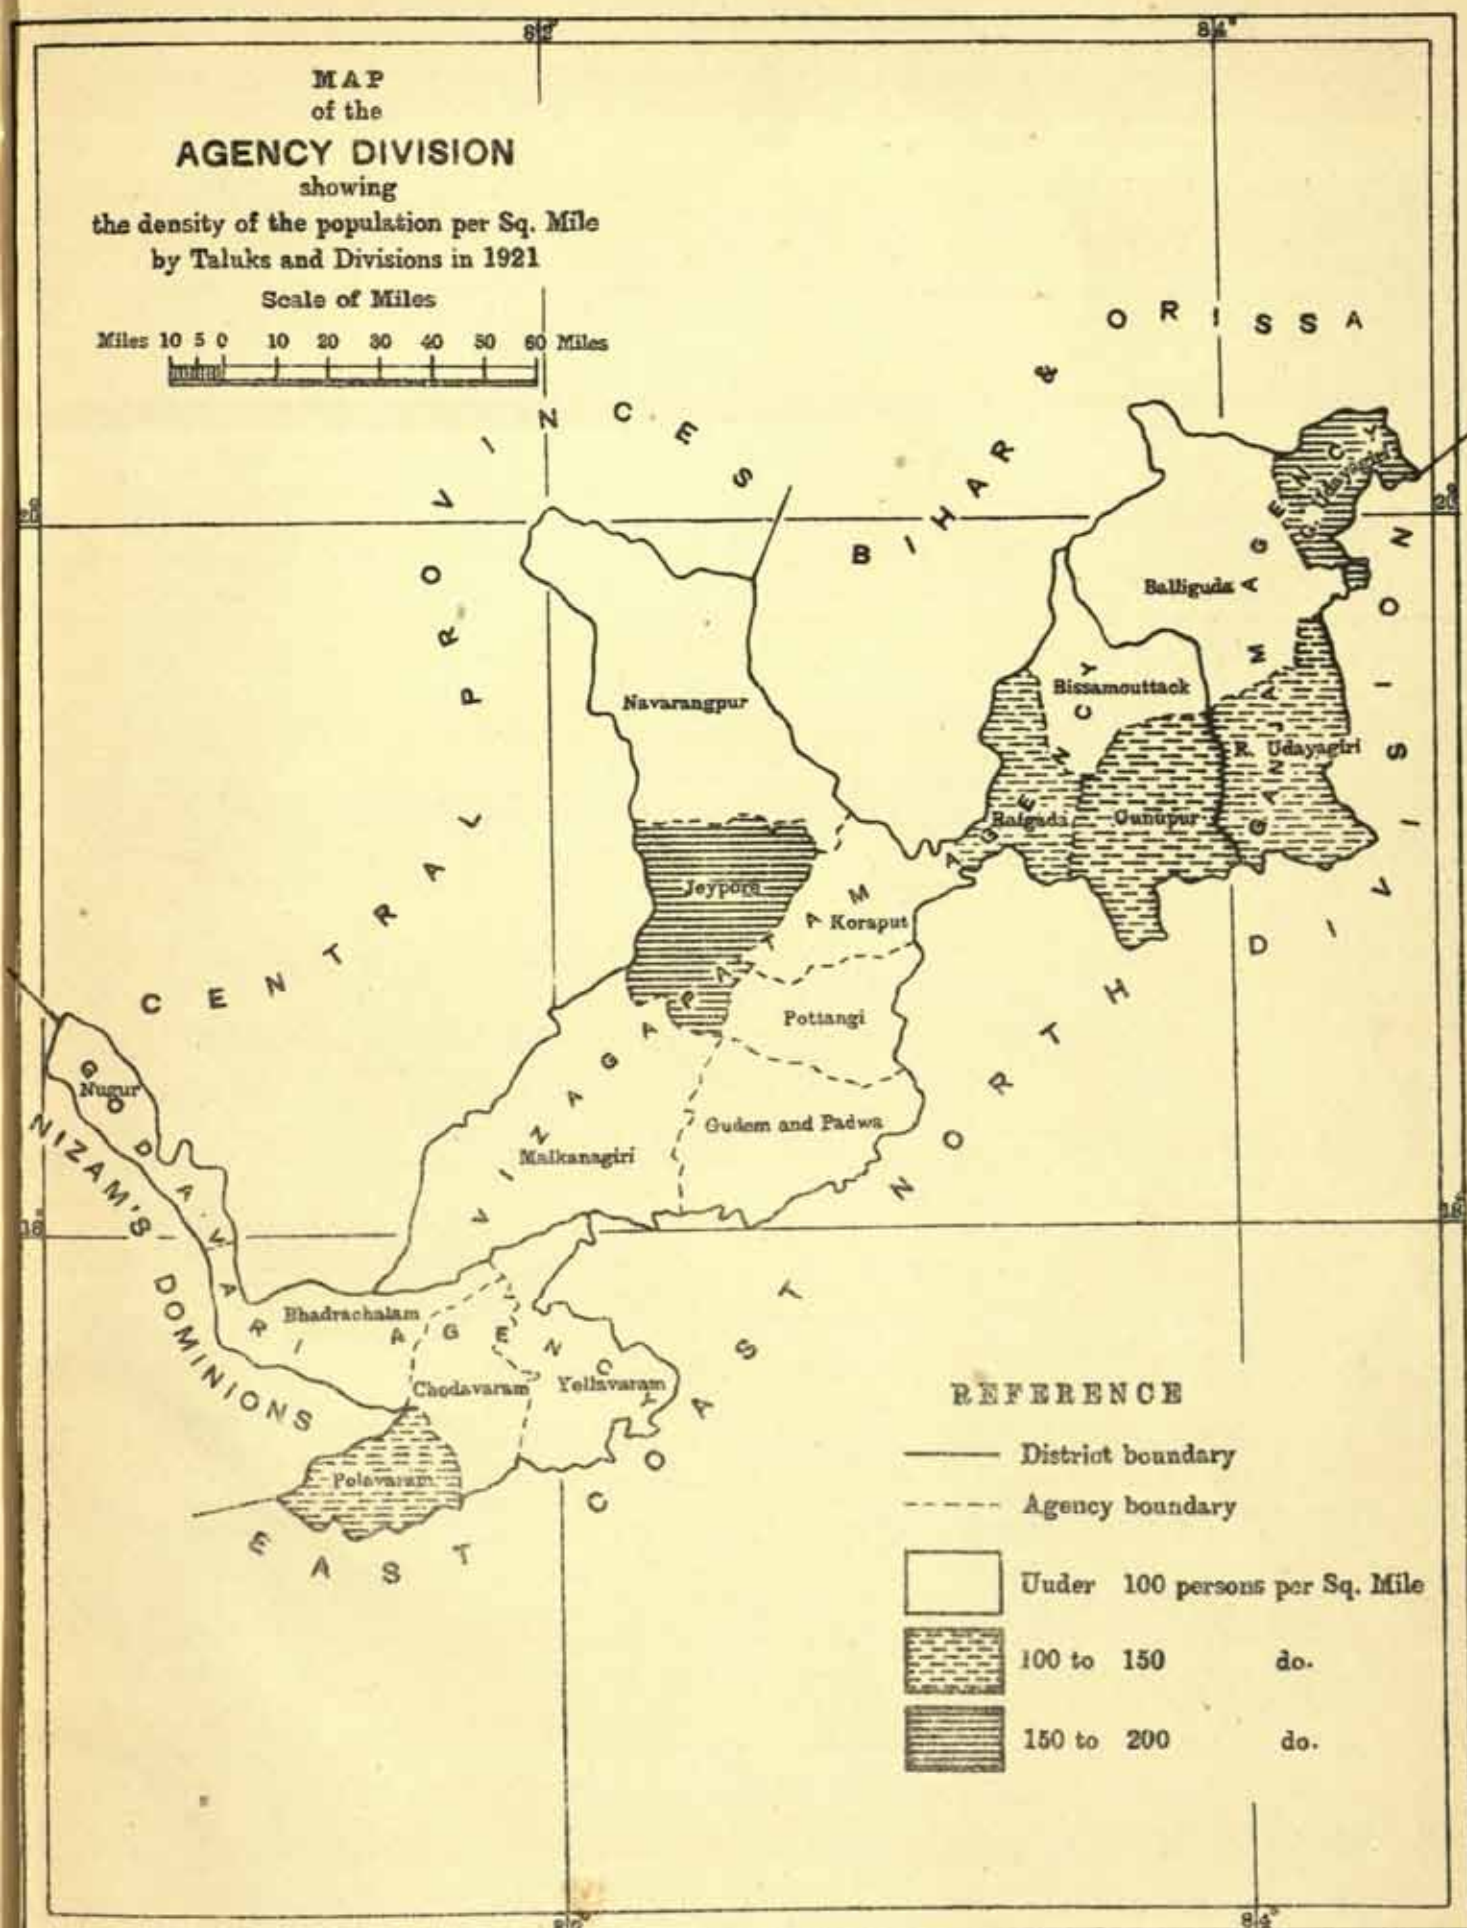 82°
84°
MAP
of the
AGENCY DIVISION
showing
the density of the population per Sq. Mile
by Taluks and Divisions in 1921
Scale of Miles
Miles 10 5 0 10 20 30 40 50 60 Miles
CENTRAL PROVINCES
BIHAR & ORISSA
GANJAM AGENCY
G. Udayagiri
Balliguda
Bissamcuttack
R. Udayagiri
Raigada
Gunupur
Navarangpur
Jeypore
Koraput
Pottangi
Gudem and Padwa
Malkanagiri
VIZAGAPATAM AGENCY
Nugur
GODAVARI AGENCY
NIZAM'S DOMINIONS
Bhadrachalam
Chodavaram
Yellavaram
Polavaram
EAST COAST NORTH DIVISION
18°
18°
REFERENCE
District boundary
Agency boundary
Uuder 100 persons per Sq. Mile
100 to 150 do.
150 to 200 do.
84°